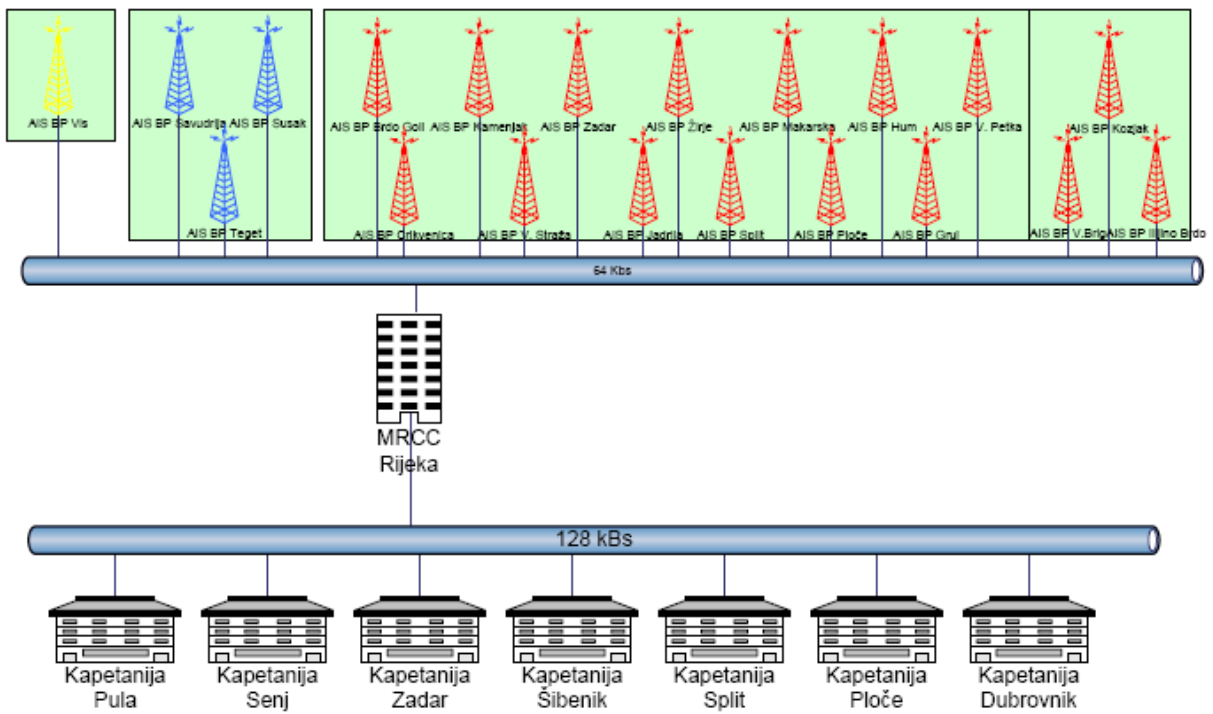 AIS BP Vis
AIS BP Savudrija
AIS BP Susak
AIS BP Teget
AIS BP Brdo Goli
AIS BP Kamenjak
AIS BP Zadar
AIS BP Žirje
AIS BP Makarska
AIS BP Hum
AIS BP V. Petka
AIS BP Kozjak
AIS BP Crikvenica
AIS BP V. Straža
AIS BP Jadrija
AIS BP Split
AIS BP Ploče
AIS BP Gruj
AIS BP V.Brig
AIS BP Ilijino Brdo
64 Kbs
MRCC
Rijeka
128 kBs
Kapetanija
Pula
Kapetanija
Senj
Kapetanija
Zadar
Kapetanija
Šibenik
Kapetanija
Split
Kapetanija
Ploče
Kapetanija
Dubrovnik